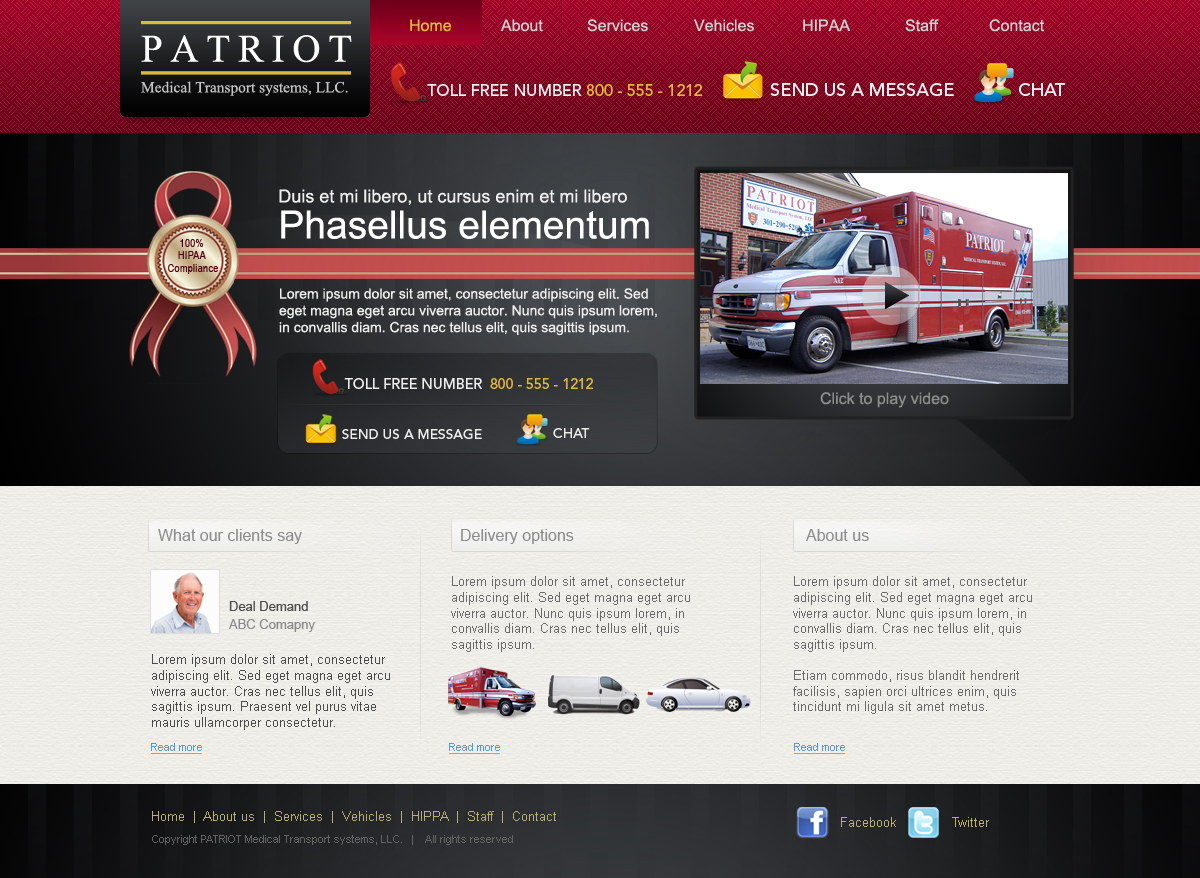 PATRIOT
Medical Transport systems, LLC.
Home About Services Vehicles HIPAA Staff Contact
TOLL FREE NUMBER 800 - 555 - 1212 SEND US A MESSAGE CHAT
100%
HIPAA
Compliance
Duis et mi libero, ut cursus enim et mi libero
Phasellus elementum
Lorem ipsum dolor sit amet, consectetur adipiscing elit. Sed
eget magna eget arcu viverra auctor. Nunc quis ipsum lorem,
in convallis diam. Cras nec tellus elit, quis sagittis ipsum.
TOLL FREE NUMBER 800 - 555 - 1212
SEND US A MESSAGE CHAT
PATRIOT
Medical Transport System, LLC
PATRIOT
MEDICAL TRANSPORT SYSTEM, LLC
Click to play video
What our clients say
Deal Demand
ABC Comapny
Lorem ipsum dolor sit amet, consectetur
adipiscing elit. Sed eget magna eget arcu
viverra auctor. Cras nec tellus elit, quis
sagittis ipsum. Praesent vel purus vitae
mauris ullamcorper consectetur.
Read more
Delivery options
Lorem ipsum dolor sit amet, consectetur
adipiscing elit. Sed eget magna eget arcu
viverra auctor. Nunc quis ipsum lorem, in
convallis diam. Cras nec tellus elit, quis
sagittis ipsum.
Read more
About us
Lorem ipsum dolor sit amet, consectetur
adipiscing elit. Sed eget magna eget arcu
viverra auctor. Nunc quis ipsum lorem, in
convallis diam. Cras nec tellus elit, quis
sagittis ipsum.
Etiam commodo, risus blandit hendrerit
facilisis, sapien orci ultrices enim, quis
tincidunt mi ligula sit amet metus.
Read more
Home | About us | Services | Vehicles | HIPPA | Staff | Contact
Copyright PATRIOT Medical Transport systems, LLC. | All rights reserved
Facebook Twitter